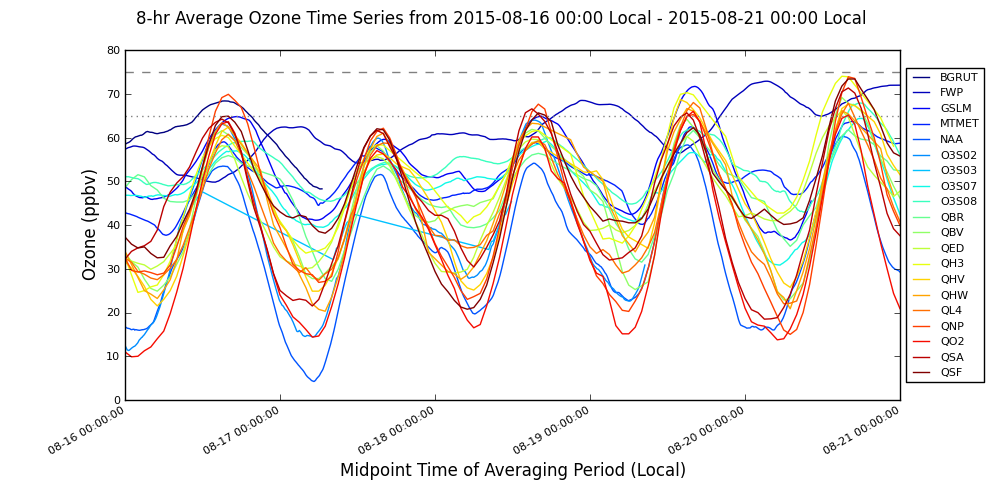 8-hr Average Ozone Time Series from 2015-08-16 00:00 Local - 2015-08-21 00:00 Local
80
70
60
50
40
30
20
10
0
Ozone (ppbv)
08-16 00:00:00
08-17 00:00:00
08-18 00:00:00
08-19 00:00:00
08-20 00:00:00
08-21 00:00:00
Midpoint Time of Averaging Period (Local)
BGRUT
FWP
GSLM
MTMET
NAA
O3S02
O3S03
O3S07
O3S08
QBR
QBV
QED
QH3
QHV
QHW
QL4
QNP
QO2
QSA
QSF